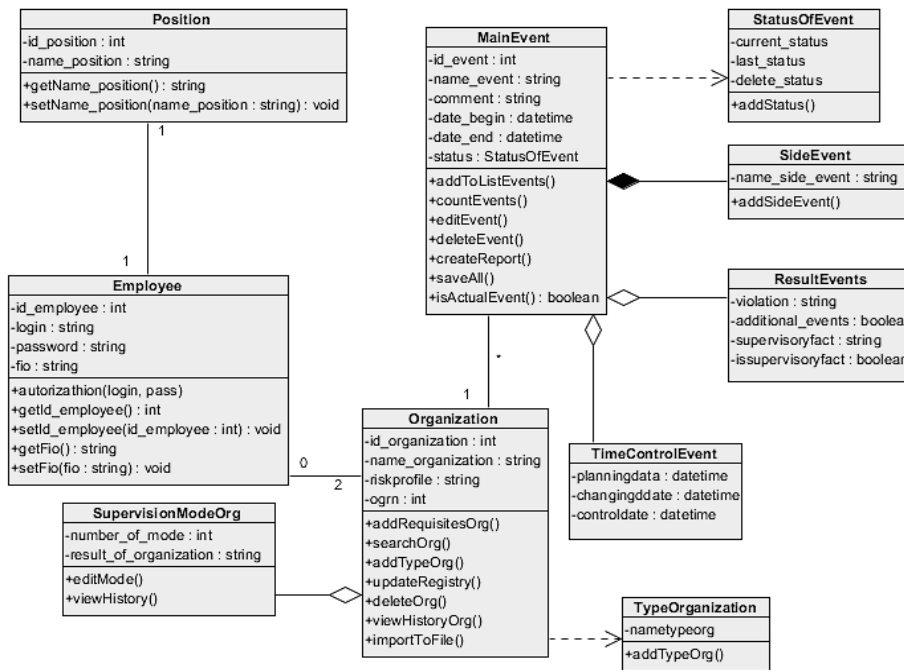 Position
-id_position : int
-name_position : string
+getName_position() : string
+setName_position(name_position : string) : void
1
1
Employee
-id_employee : int
-login : string
-password : string
-fio : string
+autorizathion(login, pass)
+getId_employee() : int
+setId_employee(id_employee : int) : void
+getFio() : string
+setFio(fio : string) : void
0
2
SupervisionModeOrg
-number_of_mode : int
-result_of_organization : string
+editMode()
+viewHistory()
MainEvent
-id_event : int
-name_event : string
-comment : string
-date_begin : datetime
-date_end : datetime
-status : StatusOfEvent
+addToListEvents()
+countEvents()
+editEvent()
+deleteEvent()
+createReport()
+saveAll()
+isActualEvent() : boolean
*
1
Organization
-id_organization : int
-name_organization : string
-riskprofile : string
-ogrn : int
+addRequisitesOrg()
+searchOrg()
+addTypeOrg()
+updateRegistry()
+deleteOrg()
+viewHistoryOrg()
+importToFile()
StatusOfEvent
-current_status
-last_status
-delete_status
+addStatus()
SideEvent
-name_side_event : string
+addSideEvent()
ResultEvents
-violation : string
-additional_events : boolea
-supervisoryfact : string
-issupervisoryfact : boolean
TimeControlEvent
-planningdata : datetime
-changingddate : datetime
-controldate : datetime
TypeOrganization
-nametypeorg
+addTypeOrg()